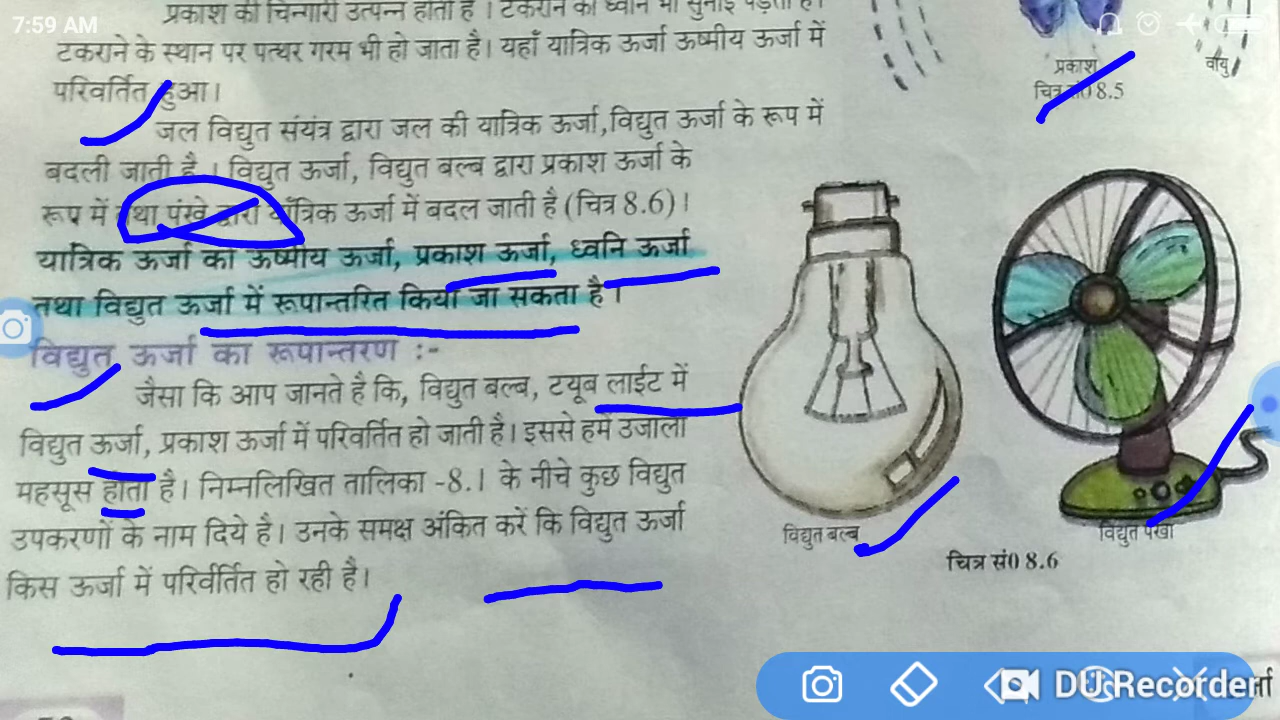 7:59 AM
प्रकाश की चिन्गारी उत्पन्न होती है । टकराने की ध्वनि भी सुनाई पड़ती है।
टकराने के स्थान पर पत्थर गरम भी हो जाता है। यहाँ यांत्रिक ऊर्जा ऊष्मीय ऊर्जा में
परिवर्तित हुआ।
जल विद्युत संयंत्र द्वारा जल की यांत्रिक ऊर्जा,विद्युत ऊर्जा के रूप में
बदली जाती है । विद्युत ऊर्जा, विद्युत बल्ब द्वारा प्रकाश ऊर्जा के
रूप में तथा पंखे द्वारा यांत्रिक ऊर्जा में बदल जाती है (चित्र 8.6)।
यांत्रिक ऊर्जा को ऊष्मीय ऊर्जा, प्रकाश ऊर्जा, ध्वनि ऊर्जा
तथा विद्युत ऊर्जा में रूपान्तरित किया जा सकता है ।
विद्युत ऊर्जा का रूपान्तरण :-
जैसा कि आप जानते है कि, विद्युत बल्ब, टयूब लाईट में
विद्युत ऊर्जा, प्रकाश ऊर्जा में परिवर्तित हो जाती है। इससे हमें उजाला
महसूस होता है। निम्नलिखित तालिका -8.1 के नीचे कुछ विद्युत
उपकरणों के नाम दिये है। उनके समक्ष अंकित करें कि विद्युत ऊर्जा
किस ऊर्जा में परिर्वर्तित हो रही है।
प्रकाश
वायु
चित्र सं0 8.5
विद्युत बल्ब
विद्युत पंखा
चित्र सं0 8.6
DU Recorder